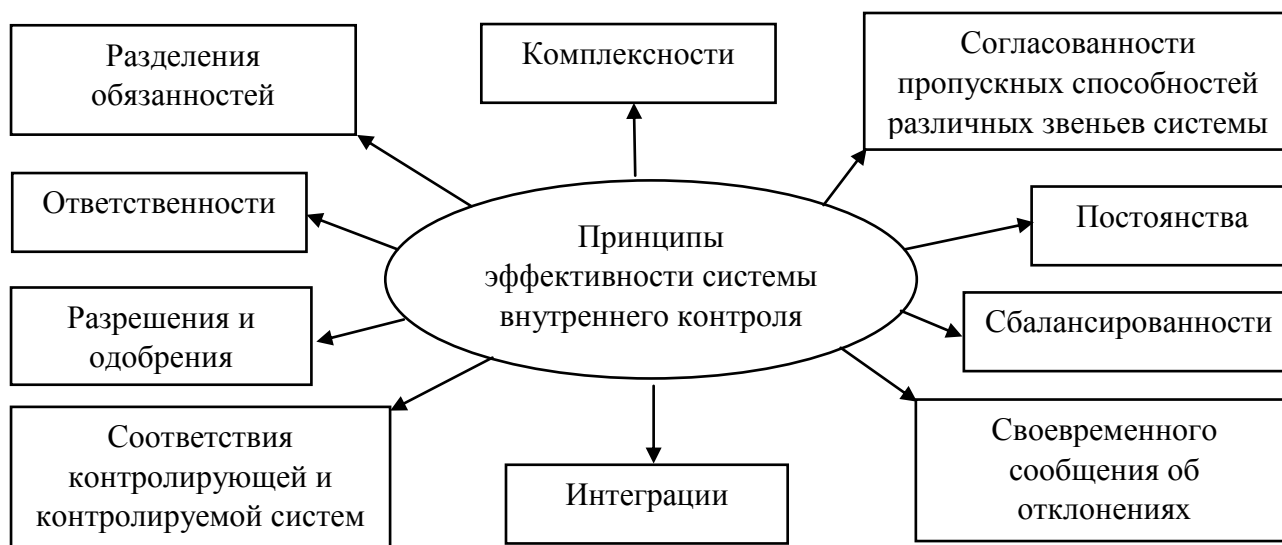 Разделения
обязанностей
Комплексности
Согласованности
пропускных способностей
различных звеньев системы
Ответственности
Принципы
эффективности системы
внутреннего контроля
Постоянства
Разрешения и
одобрения
Сбалансированности
Соответствия
контролирующей и
контролируемой систем
Интеграции
Своевременного
сообщения об
отклонениях